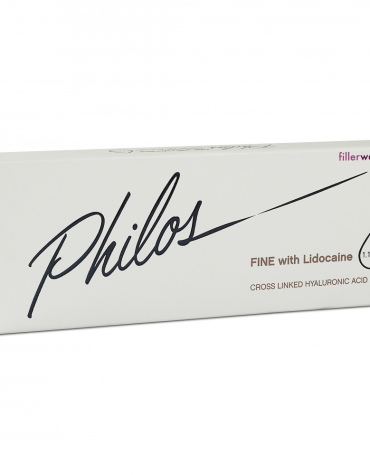 fillerw
Philos
FINE with Lidocaine
CROSS LINKED HYALURONIC ACID